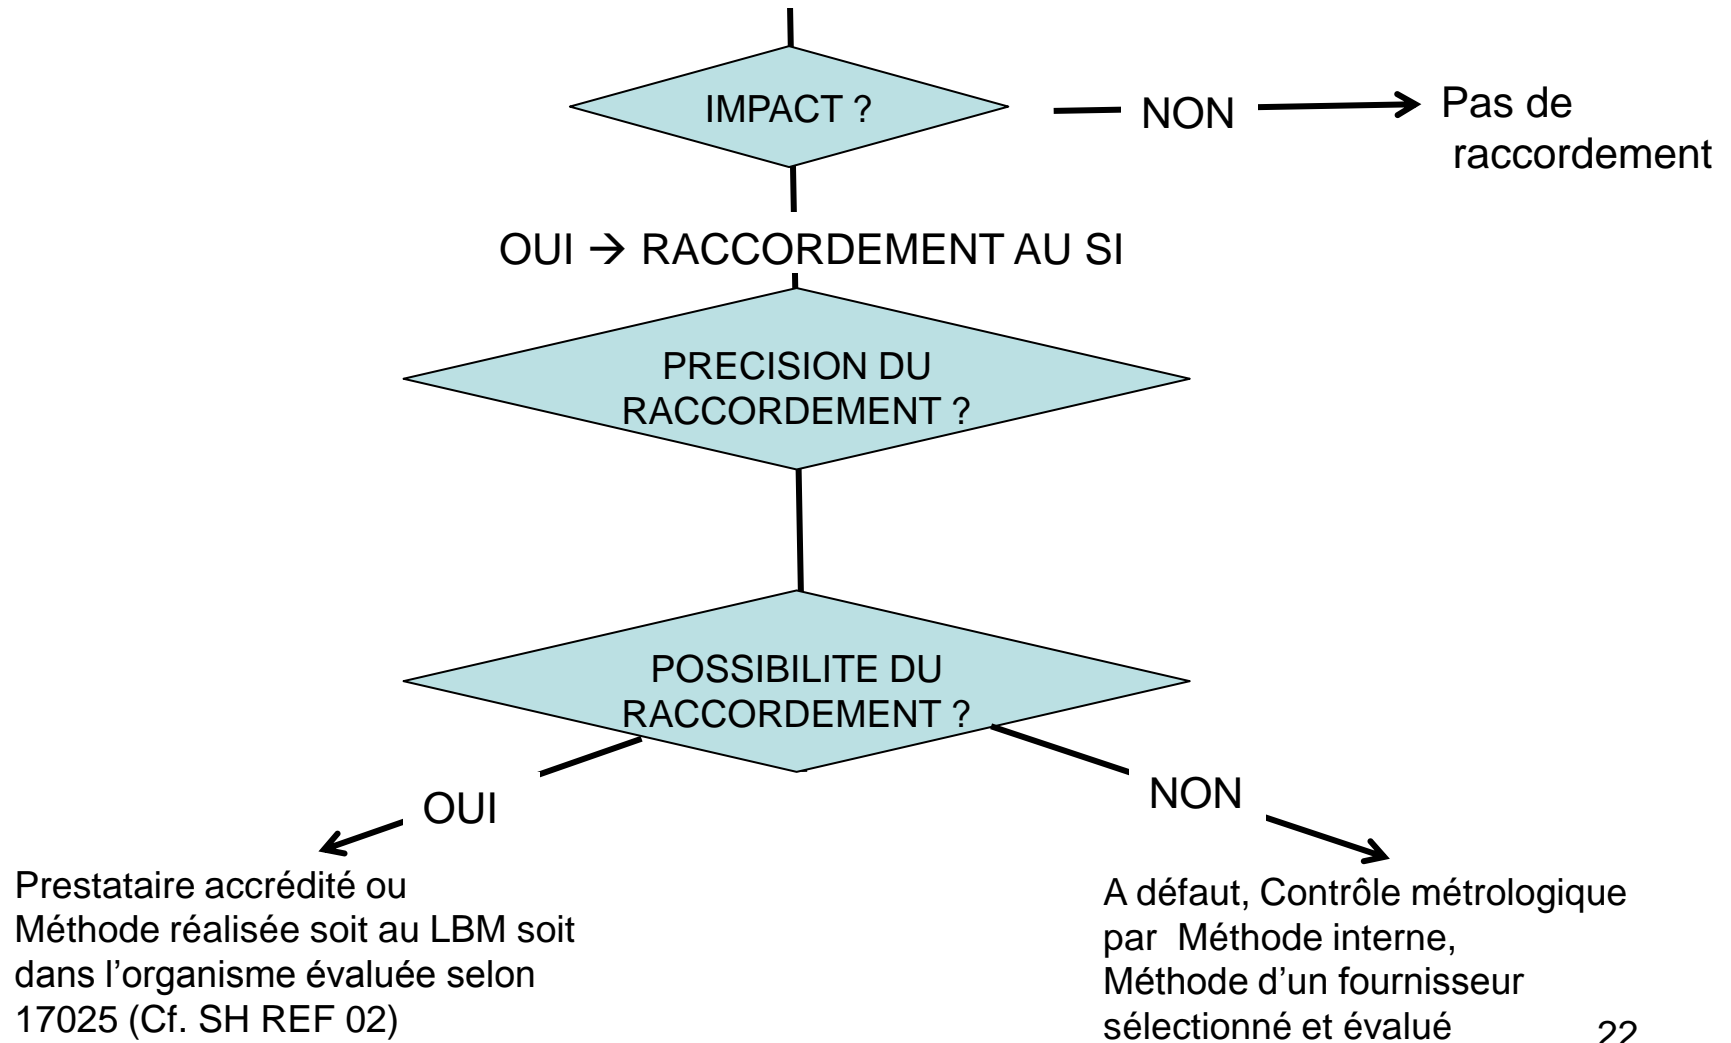 IMPACT ?
NON
Pas de
raccordement
OUI → RACCORDEMENT AU SI
PRECISION DU
RACCORDEMENT ?
POSSIBILITE DU
RACCORDEMENT ?
OUI
NON
Prestataire accrédité ou
Méthode réalisée soit au LBM soit
dans l’organisme évaluée selon
17025 (Cf. SH REF 02)
A défaut, Contrôle métrologique
par Méthode interne,
Méthode d’un fournisseur
sélectionné et évalué
22